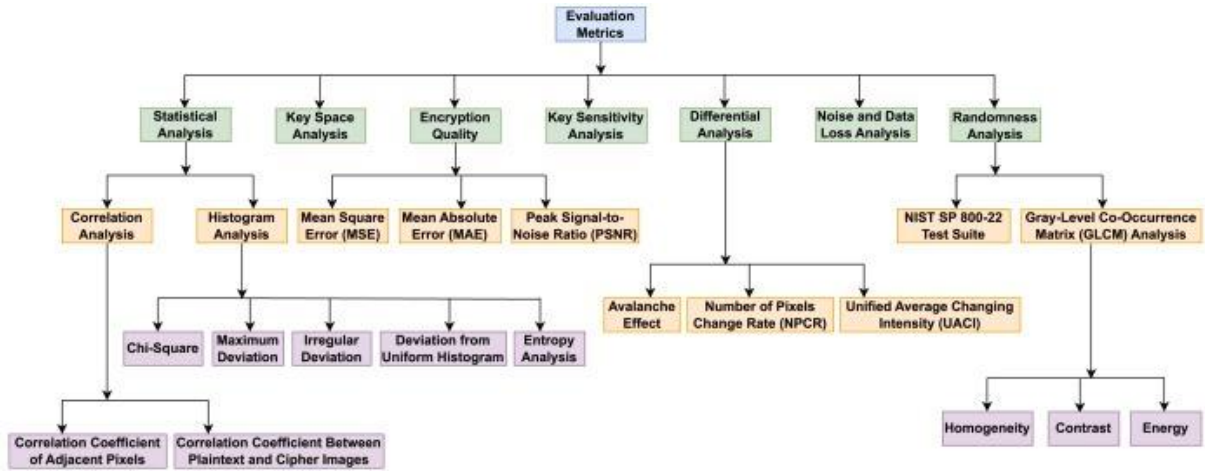 Evaluation
Metrics
Statistical
Analysis
Key Space
Analysis
Encryption
Quality
Key Sensitivity
Analysis
Differential
Analysis
Noise and Data
Loss Analysis
Randomness
Analysis
Correlation
Analysis
Histogram
Analysis
Mean Square
Error (MSE)
Mean Absolute
Error (MAE)
Peak Signal-to-
Noise Ratio (PSNR)
NIST SP 800-22
Test Suite
Gray-Level Co-Occurrence
Matrix (GLCM) Analysis
Avalanche
Effect
Number of Pixels
Change Rate (NPCR)
Unified Average Changing
Intensity (UACI)
Chi-Square
Maximum
Deviation
Irregular
Deviation
Deviation from
Uniform Histogram
Entropy
Analysis
Homogeneity
Contrast
Energy
Correlation Coefficient
of Adjacent Pixels
Correlation Coefficient Between
Plaintext and Cipher Images